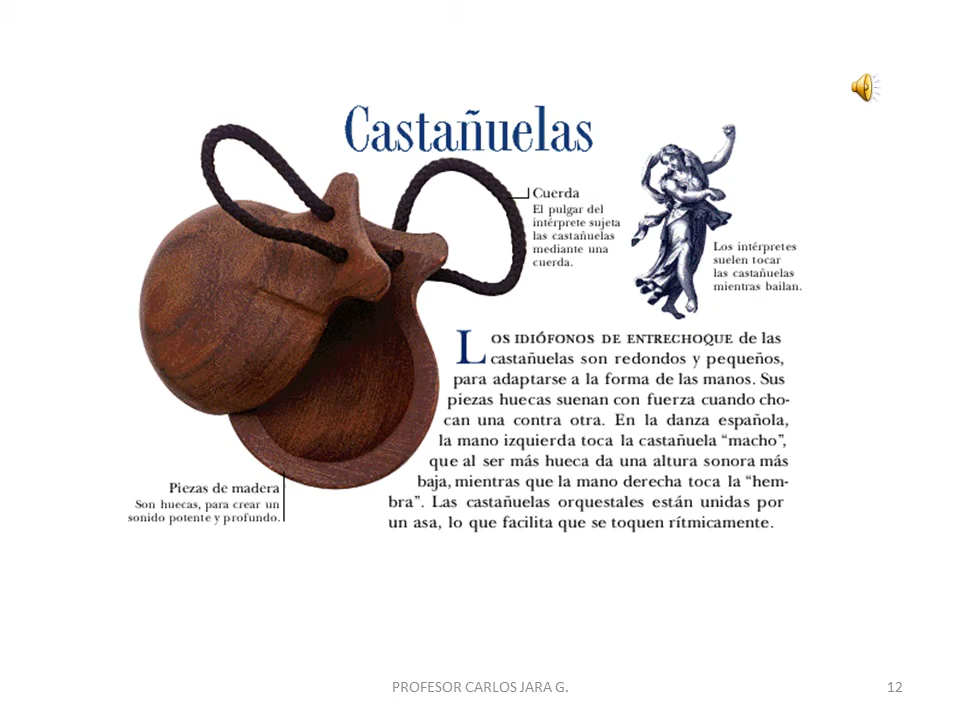 Castañuelas
Cuerda
El pulgar del
intérprete sujeta
las castañuelas
mediante una
cuerda.
Los intérpretes
suelen tocar
las castañuelas
mientras bailan.
LOS IDIÓFONOS DE ENTRECHOQUE de las
castañuelas son redondos y pequeños,
para adaptarse a la forma de las manos. Sus
piezas huecas suenan con fuerza cuando cho-
can una contra otra. En la danza española,
la mano izquierda toca la castañuela “macho”,
que al ser más hueca da una altura sonora más
baja, mientras que la mano derecha toca la “hem-
bra”. Las castañuelas orquestales están unidas por
un asa, lo que facilita que se toquen rítmicamente.
Piezas de madera
Son huecas, para crear un
sonido potente y profundo.
PROFESOR CARLOS JARA G.
12